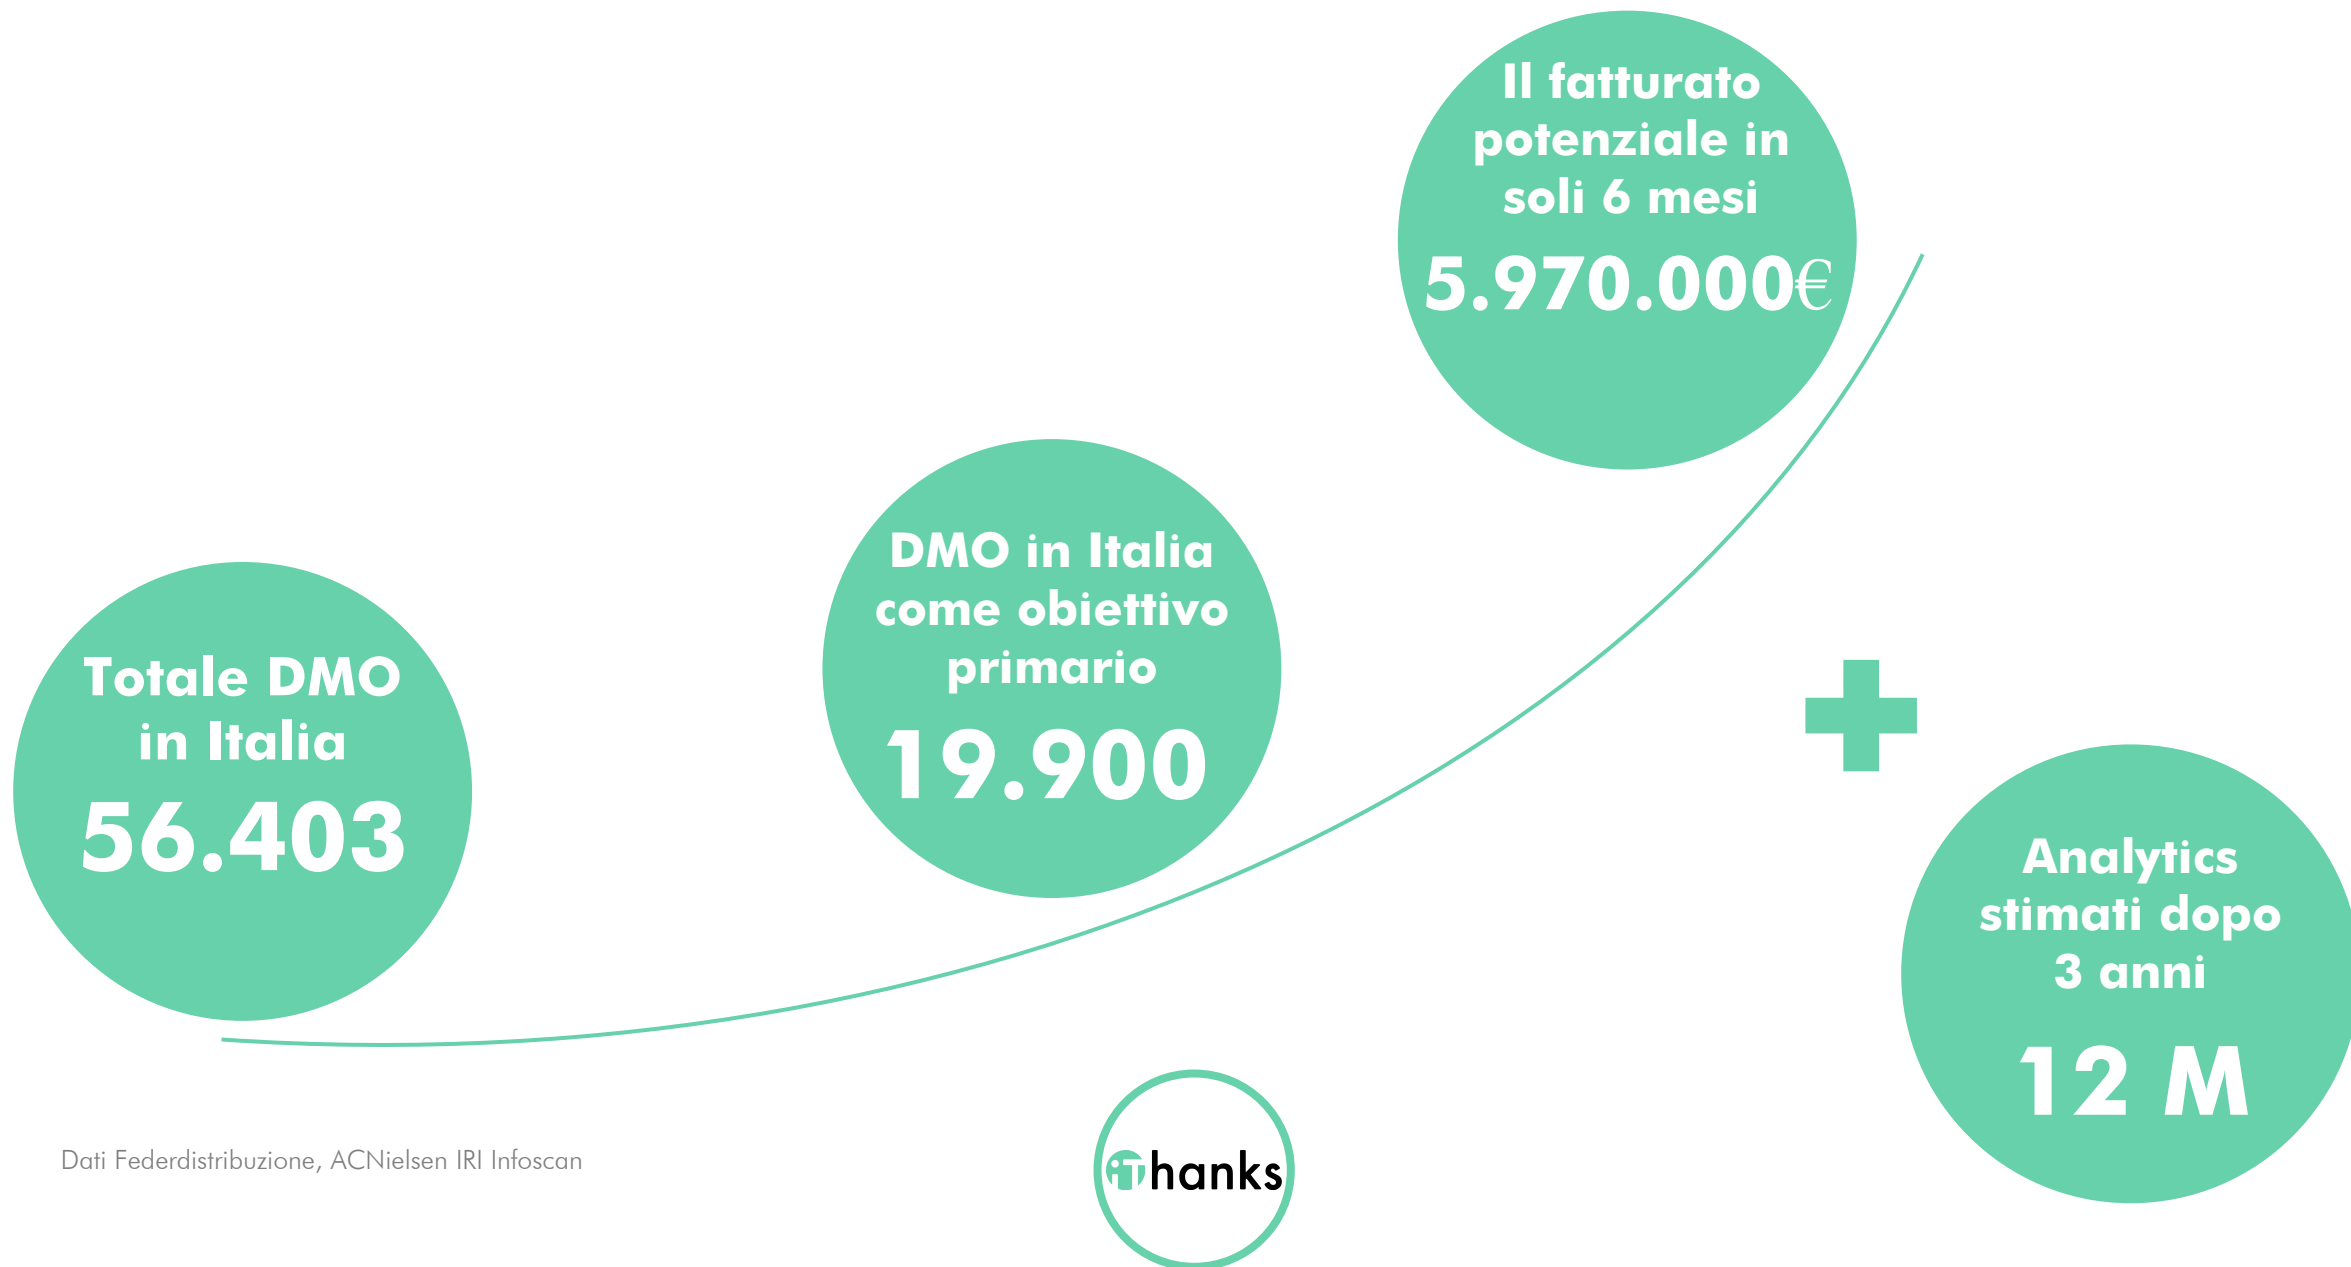 Totale DMO
in Italia
56.403
DMO in Italia
come obiettivo
primario
19.900
Il fatturato
potenziale in
soli 6 mesi
5.970.000€
Analytics
stimati dopo
3 anni
12 M
Dati Federdistribuzione, ACNielsen IRI Infoscan
iThanks